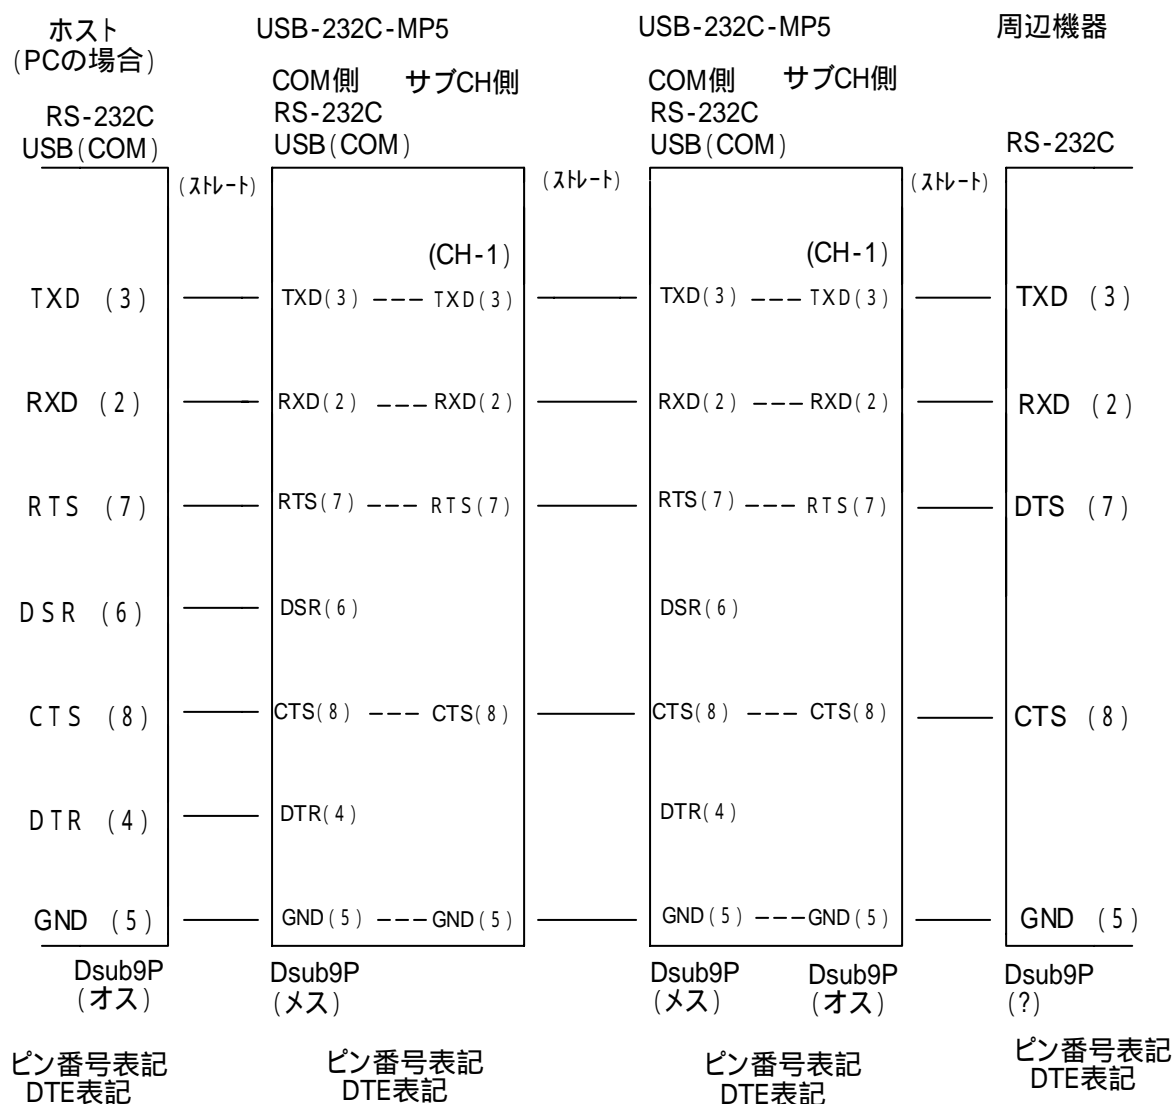 ホスト
(PCの場合)
USB-232C-MP5
USB-232C-MP5
周辺機器
COM側
サブCH側
COM側
サブCH側
RS-232C
RS-232C
RS-232C
USB(COM)
USB(COM)
USB(COM)
RS-232C
(ストレート)
(ストレート)
(ストレート)
(CH-1)
(CH-1)
TXD (3)
TXD(3) --- TXD(3)
TXD(3) --- TXD(3)
TXD (3)
RXD (2)
RXD(2) --- RXD(2)
RXD(2) --- RXD(2)
RXD (2)
RTS (7)
RTS(7) --- RTS(7)
RTS(7) --- RTS(7)
DTS (7)
DSR (6)
DSR(6)
DSR(6)
CTS (8)
CTS(8) --- CTS(8)
CTS(8) --- CTS(8)
CTS (8)
DTR (4)
DTR(4)
DTR(4)
GND (5)
GND(5) --- GND(5)
GND(5) --- GND(5)
GND (5)
Dsub9P
(オス)
Dsub9P
(メス)
Dsub9P
(メス)
Dsub9P
(オス)
Dsub9P
(?)
ピン番号表記
DTE表記
ピン番号表記
DTE表記
ピン番号表記
DTE表記
ピン番号表記
DTE表記